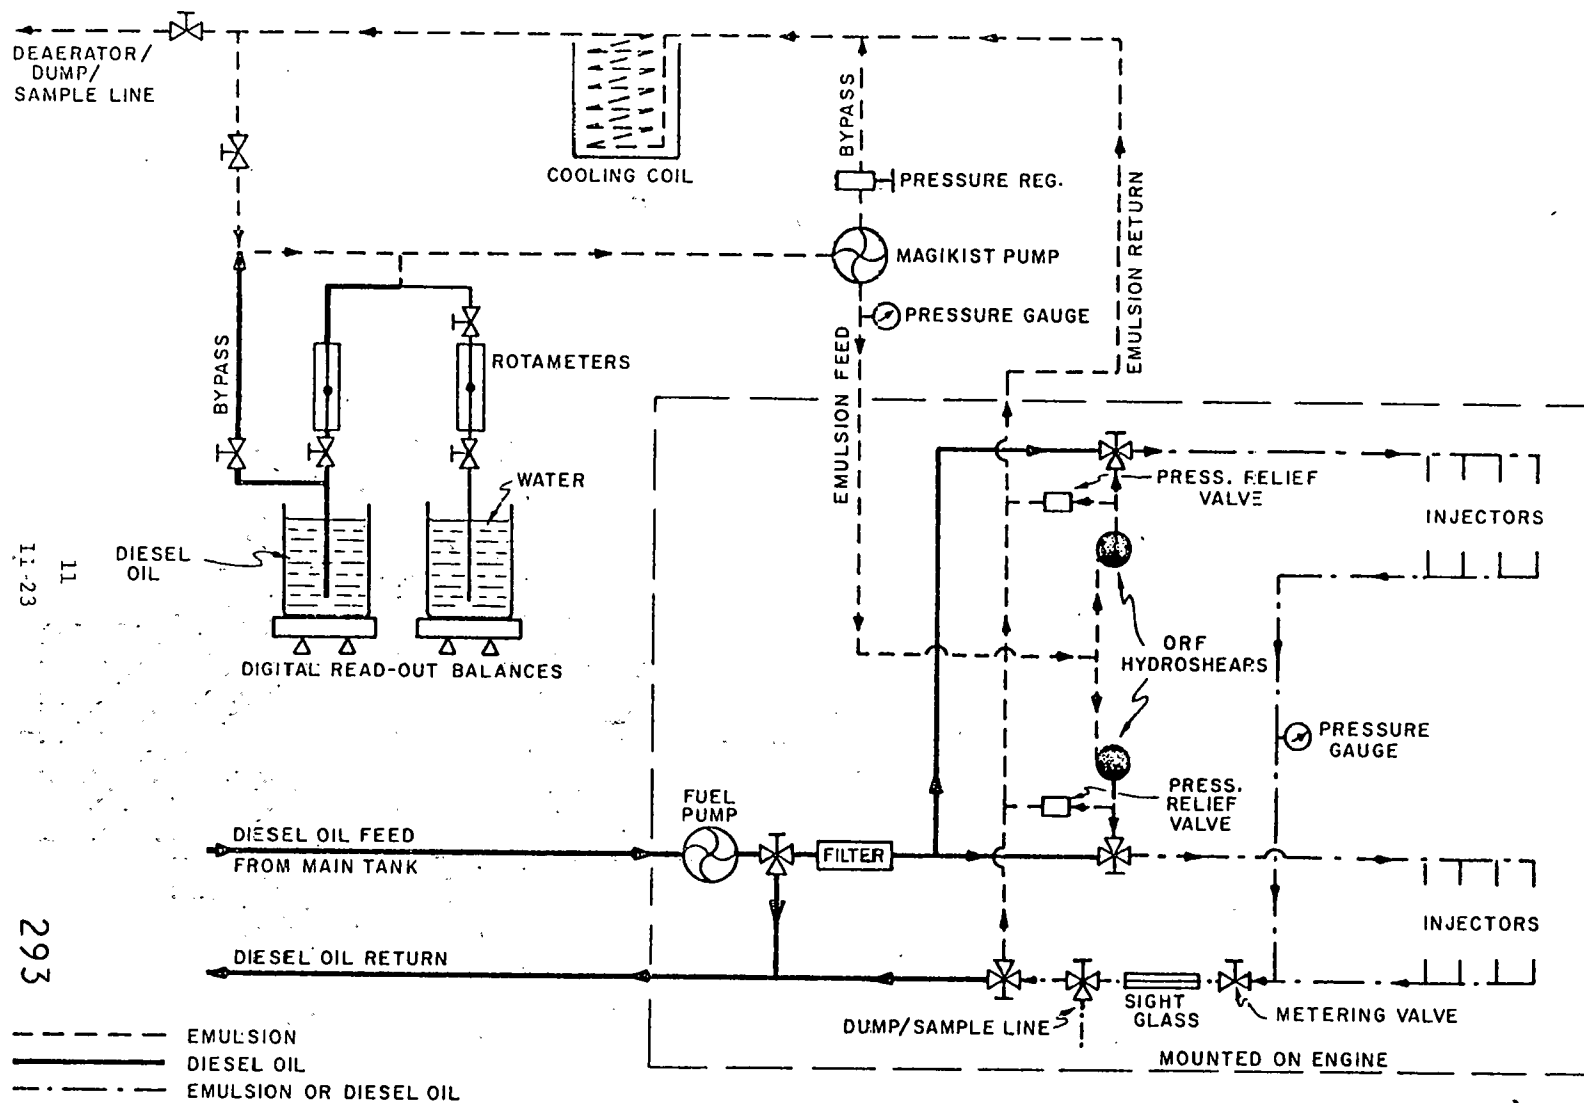 DEAERATOR/
DUMP/
SAMPLE LINE
COOLING COIL
BYPASS
PRESSURE REG.
MAGIKIST PUMP
PRESSURE GAUGE
EMULSION RETURN
EMULSION FEED
BYPASS
ROTAMETERS
WATER
DIESEL
OIL
DIGITAL READ-OUT BALANCES
PRESS. RELIEF
VALVE
INJECTORS
ORF
HYDROSHEARS
PRESSURE
GAUGE
PRESS.
RELIEF
VALVE
FUEL
PUMP
DIESEL OIL FEED
FROM MAIN TANK
FILTER
INJECTORS
DIESEL OIL RETURN
SIGHT
GLASS
METERING VALVE
DUMP/SAMPLE LINE
MOUNTED ON ENGINE
EMULSION
DIESEL OIL
EMULSION OR DIESEL OIL
11
II-23
293